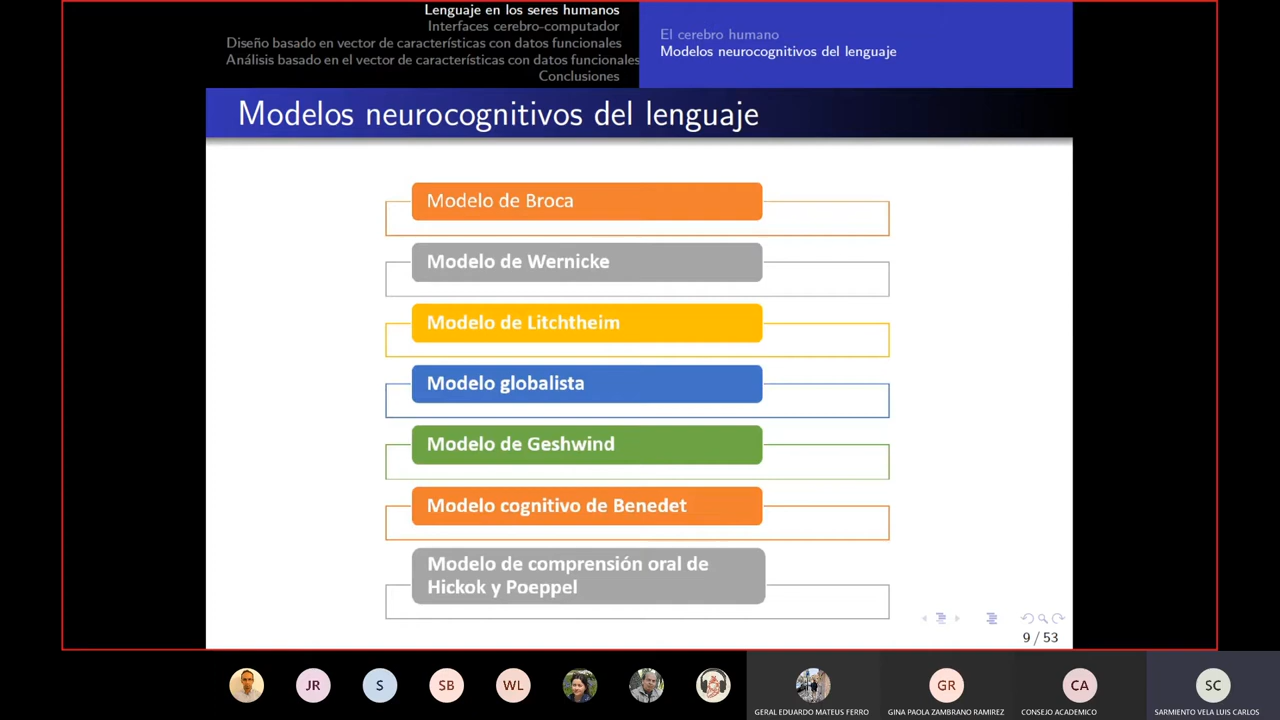 Lenguaje en los seres humanos
Interfaces cerebro-computador
Diseño basado en vector de características con datos funcionales
Análisis basado en el vector de características con datos funcionales
Conclusiones
El cerebro humano
Modelos neurocognitivos del lenguaje
Modelos neurocognitivos del lenguaje
Modelo de Broca
Modelo de Wernicke
Modelo de Litchtheim
Modelo globalista
Modelo de Geshwind
Modelo cognitivo de Benedet
Modelo de comprensión oral de
Hickok y Poeppel
9 / 53
JR
S
SB
WL
GR
CA
SC
GERAL EDUARDO MATEUS FERRO
GINA PAOLA ZAMBRANO RAMIREZ
CONSEJO ACADEMICO
SARMIENTO VELA LUIS CARLOS